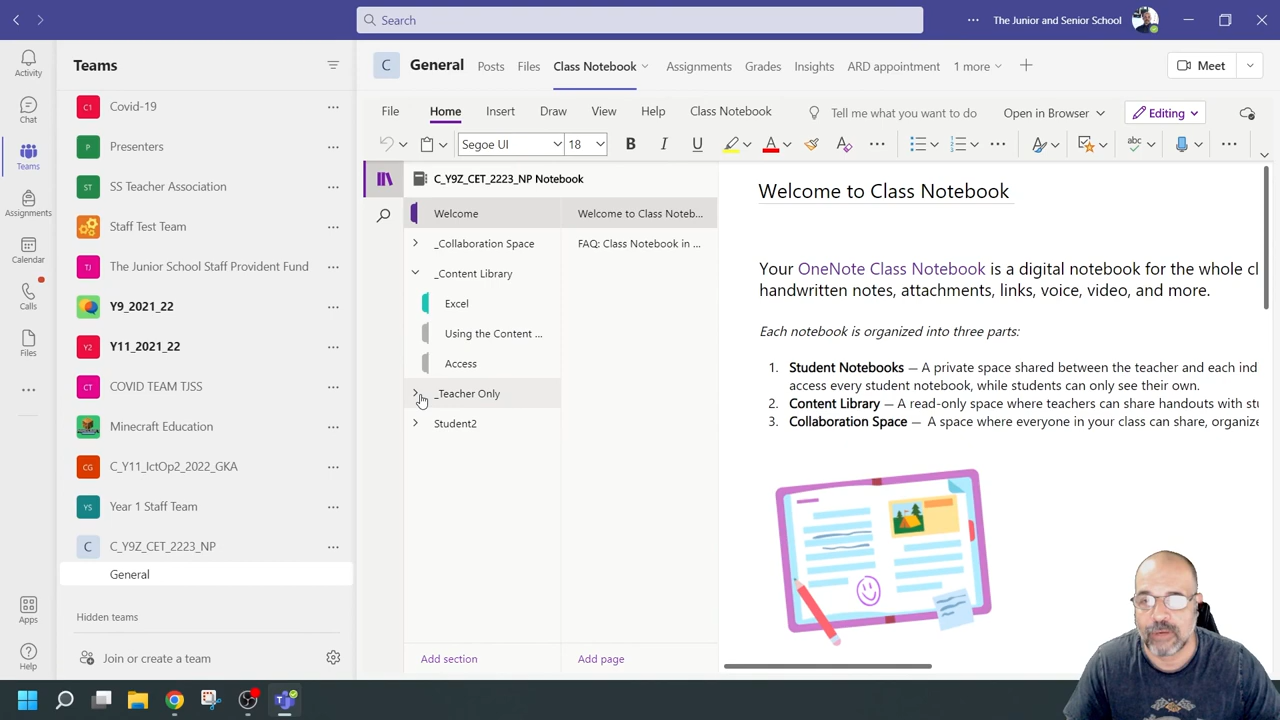 Search
The Junior and Senior School
Activity
Chat
Teams
Assignments
Calendar
Calls
Files
Apps
Help
Teams
C1 Covid-19
P Presenters
ST SS Teacher Association
Staff Test Team
TJ The Junior School Staff Provident Fund
Y9_2021_22
Y2 Y11_2021_22
CT COVID TEAM TJSS
Minecraft Education
CG C_Y11_IctOp2_2022_GKA
YS Year 1 Staff Team
C C_Y9Z_CET_2223_NP
General
Hidden teams
Join or create a team
C General Posts Files Class Notebook Assignments Grades Insights ARD appointment 1 more Meet
File Home Insert Draw View Help Class Notebook Tell me what you want to do Open in Browser Editing
Segoe UI 18 B I U A A abc
C_Y9Z_CET_2223_NP Notebook
Welcome
_Collaboration Space
_Content Library
Excel
Using the Content ...
Access
_Teacher Only
Student2
Add section
Welcome to Class Noteb...
FAQ: Class Notebook in ...
Add page
Welcome to Class Notebook
Your OneNote Class Notebook is a digital notebook for the whole cl
handwritten notes, attachments, links, voice, video, and more.
Each notebook is organized into three parts:
1. Student Notebooks — A private space shared between the teacher and each ind
access every student notebook, while students can only see their own.
2. Content Library — A read-only space where teachers can share handouts with stu
3. Collaboration Space — A space where everyone in your class can share, organize